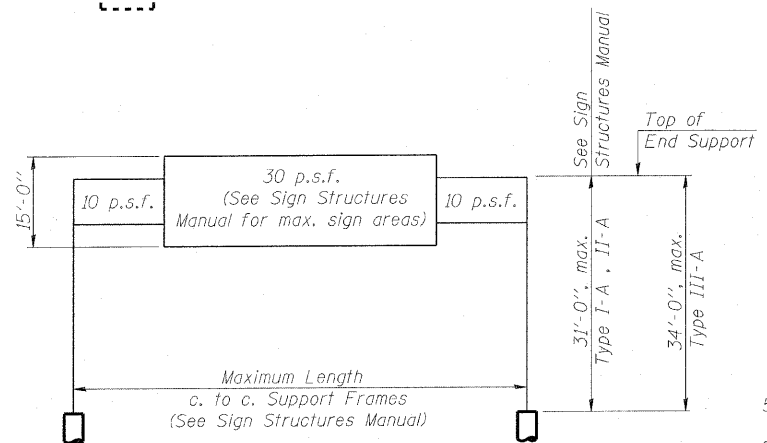 See Sign
Structures Manual
Top of
End Support
15'-0"
10 p.s.f.
30 p.s.f.
(See Sign Structures
Manual for max. sign areas)
10 p.s.f.
31'-0", max.
Type I-A , II-A
34'-0", max.
Type III-A
Maximum Length
c. to c. Support Frames
(See Sign Structures Manual)